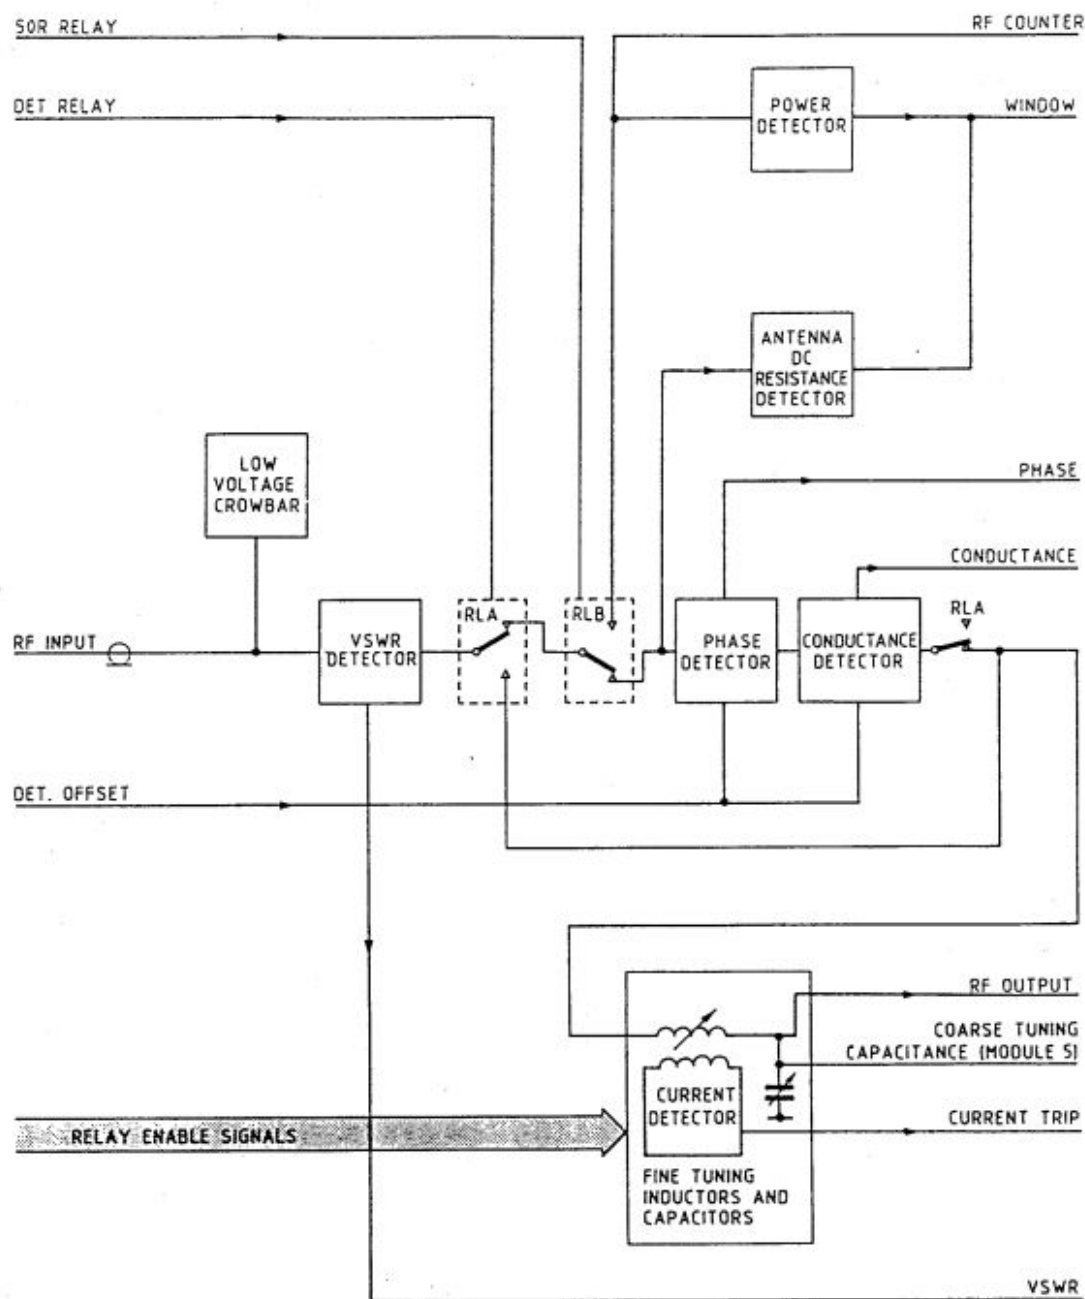 SOR RELAY
RF COUNTER
DET RELAY
POWER
DETECTOR
WINDOW
ANTENNA
DC
RESISTANCE
DETECTOR
LOW
VOLTAGE
CROWBAR
PHASE
CONDUCTANCE
RF INPUT
VSWR
DETECTOR
RLA
RLB
PHASE
DETECTOR
CONDUCTANCE
DETECTOR
RLA
DET. OFFSET
RF OUTPUT
COARSE TUNING
CAPACITANCE (MODULE 5)
CURRENT
DETECTOR
CURRENT TRIP
RELAY ENABLE SIGNALS
FINE TUNING
INDUCTORS AND
CAPACITORS
VSWR